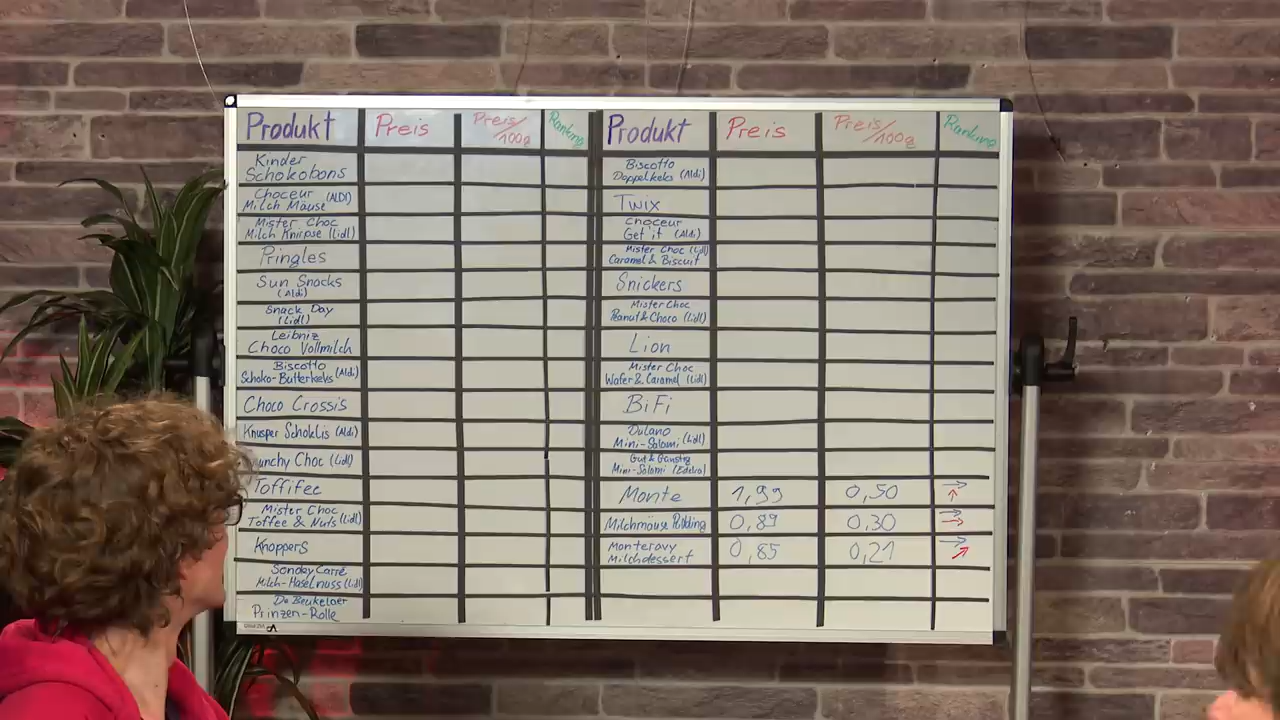 Produkt Preis Preis/100g Ranking
Kinder
Schokobons
Choceur (ALDI)
Milch Mäuse
Mister Choc
Milch Knirpse (Lidl)
Pringles
Sun Snacks
(Aldi)
Snack Day
(Lidl)
Leibniz
Choco Vollmilch
Biscotto
Schoko-Butterkeks (Aldi)
Choco Crossis
Knusper Schoklis (Aldi)
unchy Choc (Lidl)
Toffifee
Mister Choc
Toffee & Nuts (Lidl)
Knoppers
Sondey Carré
Milch-Haselnuss (Lidl)
De Beukelaer
Prinzen-Rolle
Produkt Preis Preis/100g Ranking
Biscotto
Doppelkeks (Aldi)
Twix
Choceur
Get it (Aldi)
Mister Choc (Lidl)
Caramel & Biscuit
Snickers
Mister Choc
Peanut & Choco (Lidl)
Lion
Mister Choc
Wafer & Caramel (Lidl)
BiFi
Dulano
Mini-Salami (Lidl)
Gut & Günstig
Mini-Salami (Edeka)
Monte 1,99 0,50 → ↑
Milchmäuse Pudding 0,89 0,30 → →
Monteravy
Milchdessert 0,85 0,21 → ↗